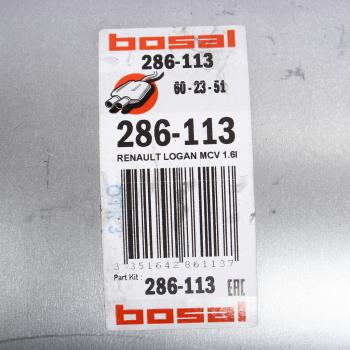 bosal
286-113
60-23-51
286-113
RENAULT LOGAN MCV 1.6I
3 351642 861137
Part Kit :
286-113 EAC
bosal